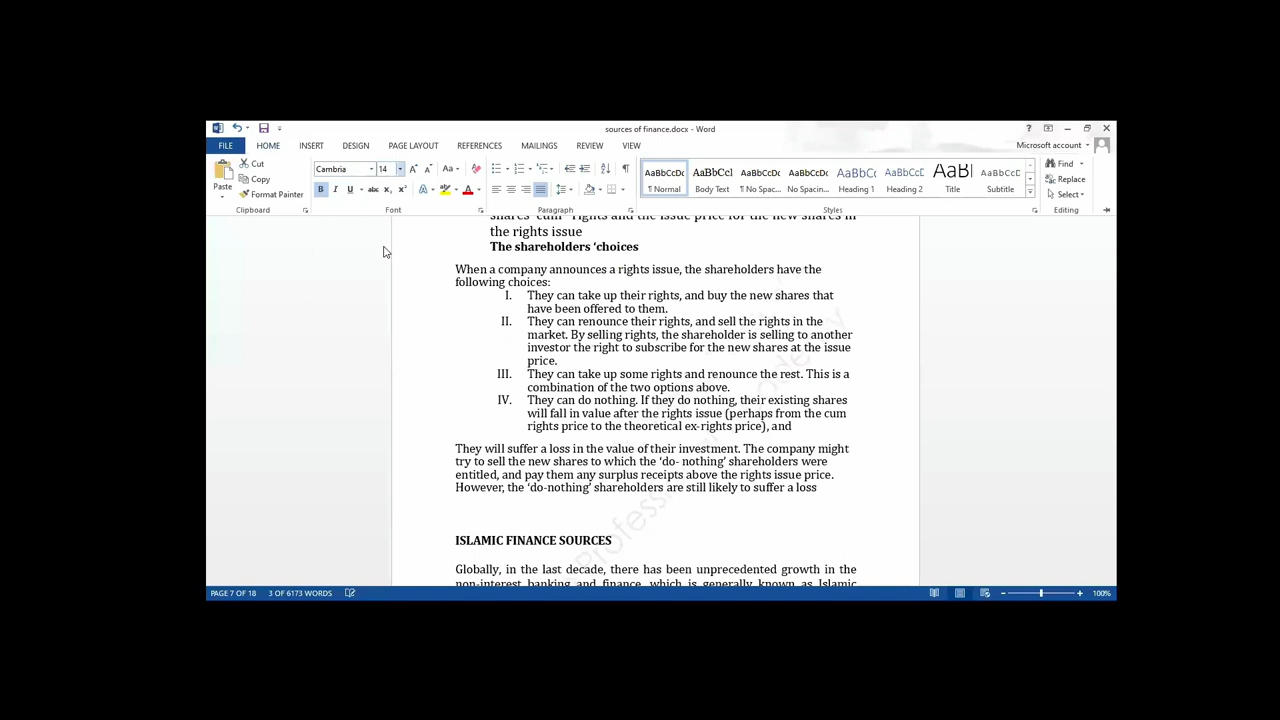 sources of finance.docx - Word
?
FILE HOME INSERT DESIGN PAGE LAYOUT REFERENCES MAILINGS REVIEW VIEW Microsoft account
Cut
Copy
Format Painter
Paste
Clipboard
Cambria 14
Font
Paragraph
AaBbCcDc AaBbCcl AaBbCcDc AaBbCcDc AaBbC AaBbCcD AaBl AaBbCcD
¶ Normal Body Text ¶ No Spac... No Spacin... Heading 1 Heading 2 Title Subtitle
Styles
Find
Replace
Select
Editing
shares 'cum' rights and the issue price for the new shares in
the rights issue
The shareholders 'choices
When a company announces a rights issue, the shareholders have the
following choices:
I. They can take up their rights, and buy the new shares that
have been offered to them.
II. They can renounce their rights, and sell the rights in the
market. By selling rights, the shareholder is selling to another
investor the right to subscribe for the new shares at the issue
price.
III. They can take up some rights and renounce the rest. This is a
combination of the two options above.
IV. They can do nothing. If they do nothing, their existing shares
will fall in value after the rights issue (perhaps from the cum
rights price to the theoretical ex-rights price), and
They will suffer a loss in the value of their investment. The company might
try to sell the new shares to which the 'do- nothing' shareholders were
entitled, and pay them any surplus receipts above the rights issue price.
However, the 'do-nothing' shareholders are still likely to suffer a loss
ISLAMIC FINANCE SOURCES
Globally, in the last decade, there has been unprecedented growth in the
non-interest banking and finance, which is generally known as Islamic
PAGE 7 OF 18 3 OF 6173 WORDS 100%